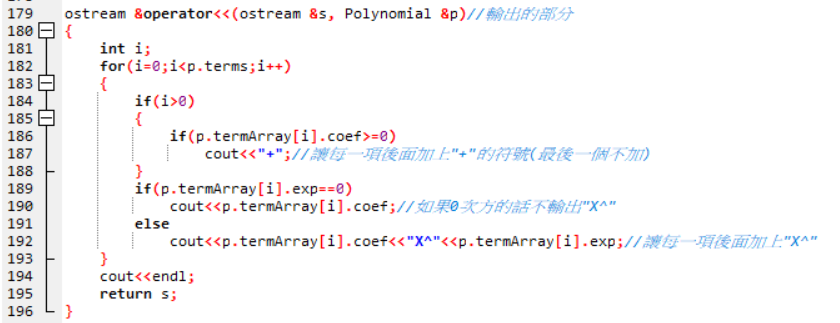 179 ostream &operator<<(ostream &s, Polynomial &p)//輸出的部分
180 {
181 int i;
182 for(i=0;i<p.terms;i++)
183 {
184 if(i>0)
185 {
186 if(p.termArray[i].coef>=0)
187 cout<<"+";//讓每一項後面加上"+"的符號(最後一個不加)
188 }
189 if(p.termArray[i].exp==0)
190 cout<<p.termArray[i].coef;//如果0次方的話不輸出"X^"
191 else
192 cout<<p.termArray[i].coef<<"X^"<<p.termArray[i].exp;//讓每一項後面加上"X^"
193 }
194 cout<<endl;
195 return s;
196 }